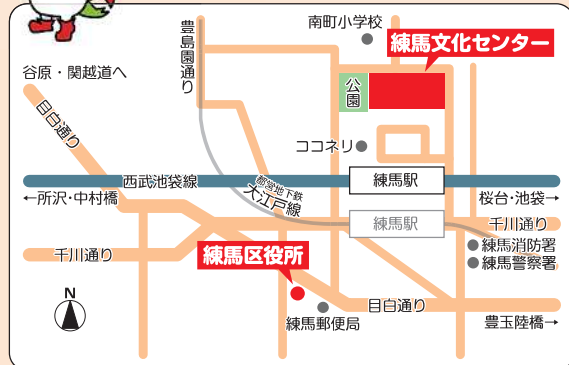 南町小学校
豊島園通り
練馬文化センター
谷原・関越道へ
公園
目白通り
ココネリ
西武池袋線
都営地下鉄
大江戸線
練馬駅
←所沢・中村橋
桜台・池袋→
練馬駅
千川通り
練馬消防署
練馬警察署
千川通り
練馬区役所
N
目白通り
練馬郵便局
豊玉陸橋→